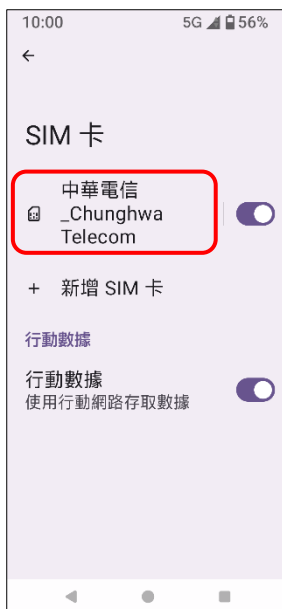 10:00 5G 56%
SIM 卡
中華電信
_Chunghwa
Telecom
+ 新增 SIM 卡
行動數據
行動數據
使用行動網路存取數據